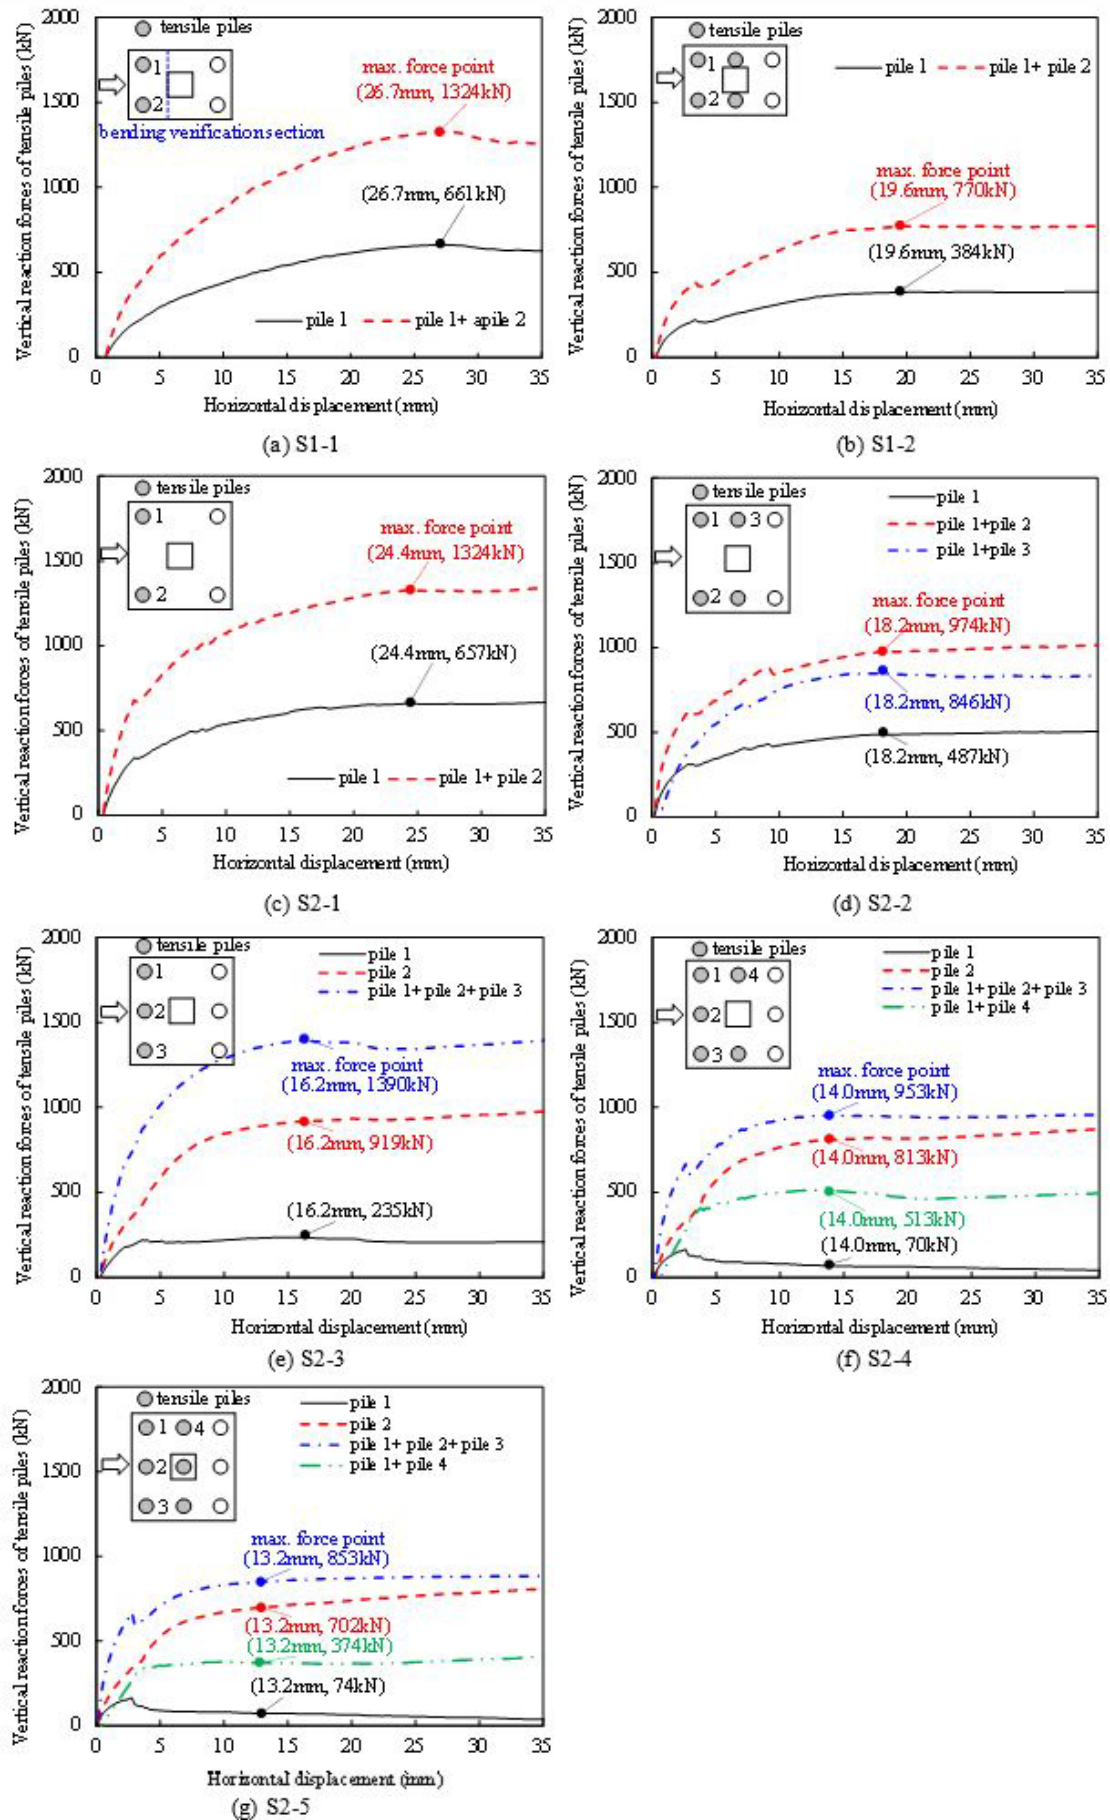 Vertical reaction forces of tensile piles (kN)
2000
1500
1000
500
0
tensile piles
1
2
bending verification section
max. force point
(26.7mm, 1324kN)
(26.7mm, 661kN)
pile 1 pile 1+ apile 2
0 5 10 15 20 25 30 35
Horizontal displacement (mm)
(a) S1-1
Vertical reaction forces of tensile piles (kN)
2000
1500
1000
500
0
tensile piles
1
2
pile 1 pile 1+ pile 2
max. force point
(19.6mm, 770kN)
(19.6mm, 384kN)
0 5 10 15 20 25 30 35
Horizontal displacement (mm)
(b) S1-2
Vertical reaction forces of tensile piles (kN)
2000
1500
1000
500
0
tensile piles
1
2
max. force point
(24.4mm, 1324kN)
(24.4mm, 657kN)
pile 1 pile 1+ pile 2
0 5 10 15 20 25 30 35
Horizontal displacement (mm)
(c) S2-1
Vertical reaction forces of tensile piles (kN)
2000
1500
1000
500
0
tensile piles
1 3
2
pile 1
pile 1+pile 2
pile 1+pile 3
max. force point
(18.2mm, 974kN)
(18.2mm, 846kN)
(18.2mm, 487kN)
0 5 10 15 20 25 30 35
Horizontal displacement (mm)
(d) S2-2
Vertical reaction forces of tensile piles (kN)
2000
1500
1000
500
0
tensile piles
1
2
3
pile 1
pile 2
pile 1+ pile 2+ pile 3
max. force point
(16.2mm, 1390kN)
(16.2mm, 919kN)
(16.2mm, 235kN)
0 5 10 15 20 25 30 35
Horizontal displacement (mm)
(e) S2-3
Vertical reaction forces of tensile piles (kN)
2000
1500
1000
500
0
tensile piles
1 4
2
3
pile 1
pile 2
pile 1+ pile 2+ pile 3
pile 1+ pile 4
max. force point
(14.0mm, 953kN)
(14.0mm, 813kN)
(14.0mm, 513kN)
(14.0mm, 70kN)
0 5 10 15 20 25 30 35
Horizontal displacement (mm)
(f) S2-4
Vertical reaction forces of tensile piles (kN)
2000
1500
1000
500
0
tensile piles
1 4
2
3
pile 1
pile 2
pile 1+ pile 2+ pile 3
pile 1+ pile 4
max. force point
(13.2mm, 853kN)
(13.2mm, 702kN)
(13.2mm, 374kN)
(13.2mm, 74kN)
0 5 10 15 20 25 30 35
Horizontal displacement (mm)
(g) S2-5